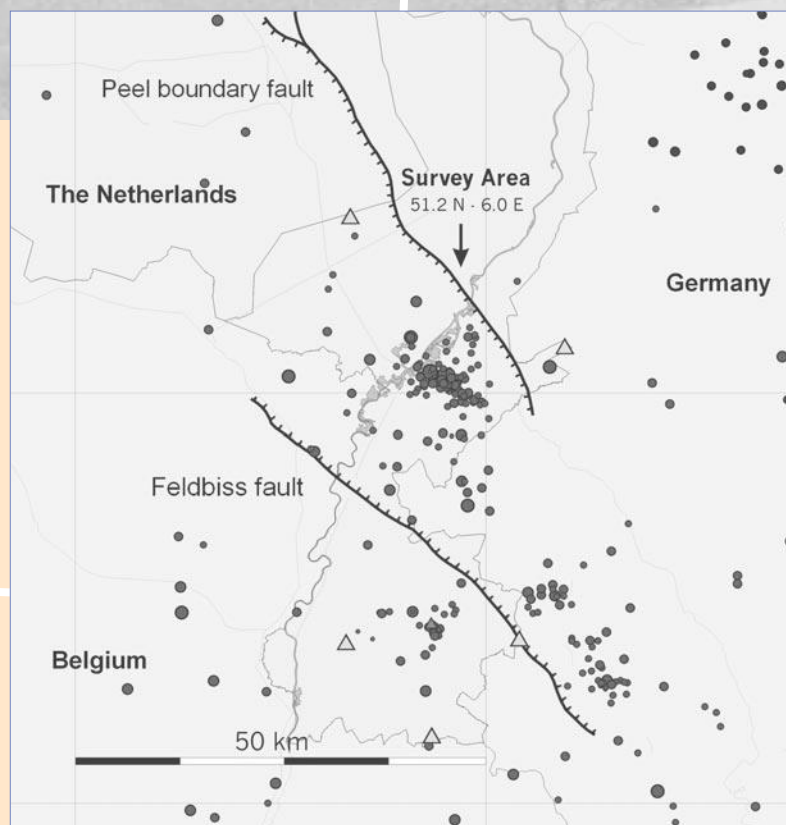 Peel boundary fault
Survey Area
The Netherlands
51.2 N - 6.0 E
Germany
Feldbiss fault
Belgium
50 km